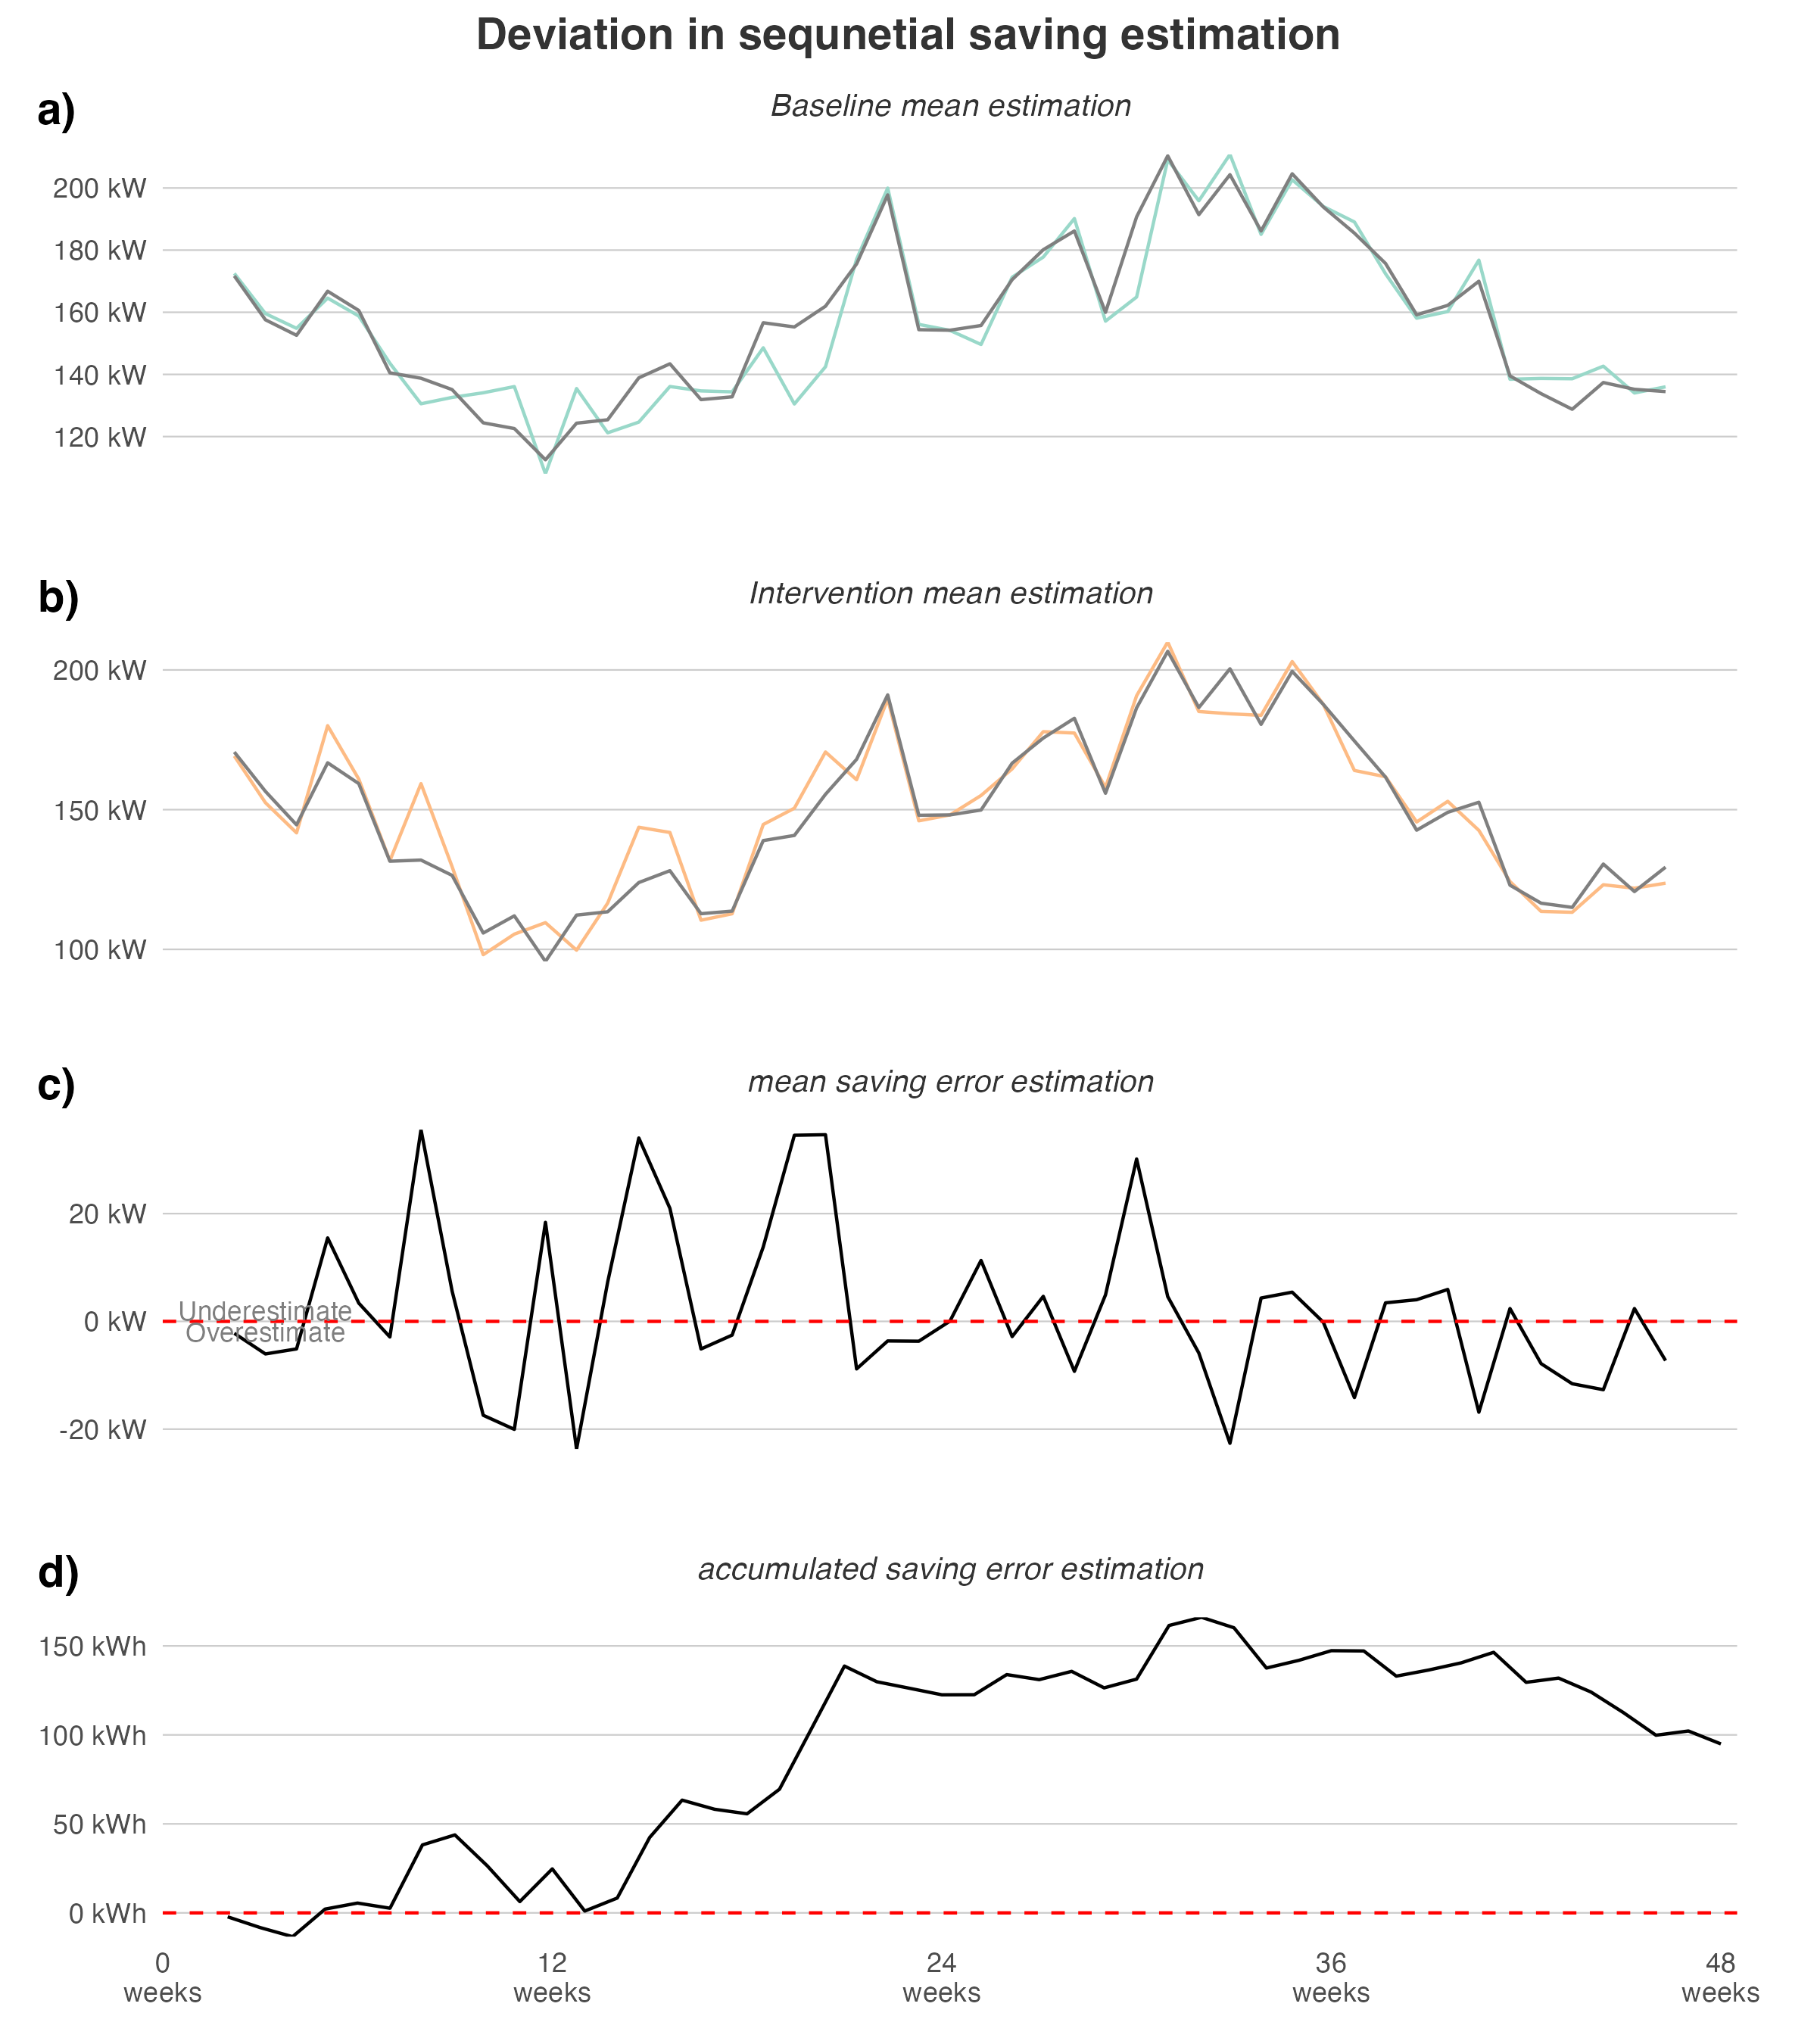 Deviation in sequnetial saving estimation
a)
Baseline mean estimation
200 kW
180 kW
160 kW
140 kW
120 kW
b)
Intervention mean estimation
200 kW
150 kW
100 kW
c)
mean saving error estimation
20 kW
Underestimate
0 kW
Overestimate
-20 kW
d)
accumulated saving error estimation
150 kWh
100 kWh
50 kWh
0 kWh
0 12 24 36 48
weeks weeks weeks weeks weeks